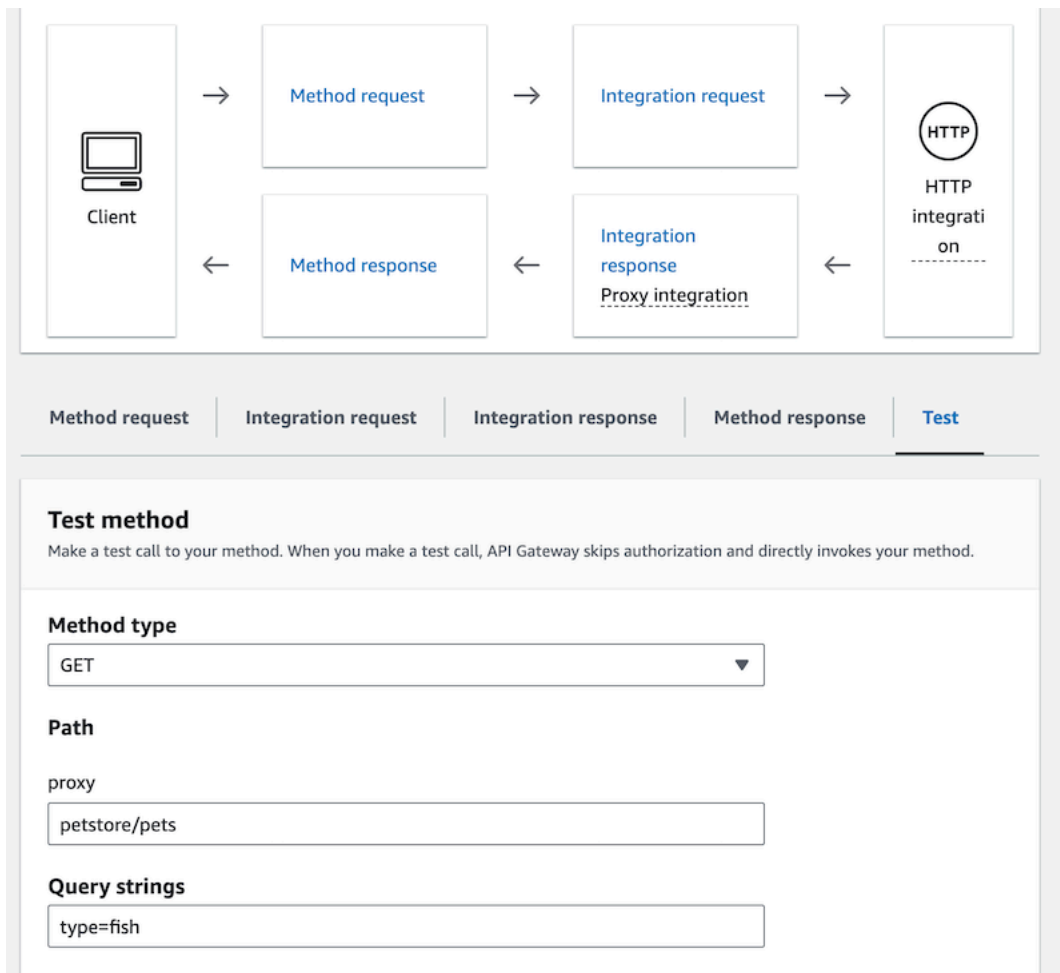 Client
Method request
Integration request
HTTP
HTTP
integrati
on
Method response
Integration
response
Proxy integration
Method request
Integration request
Integration response
Method response
Test
Test method
Make a test call to your method. When you make a test call, API Gateway skips authorization and directly invokes your method.
Method type
GET
Path
proxy
petstore/pets
Query strings
type=fish